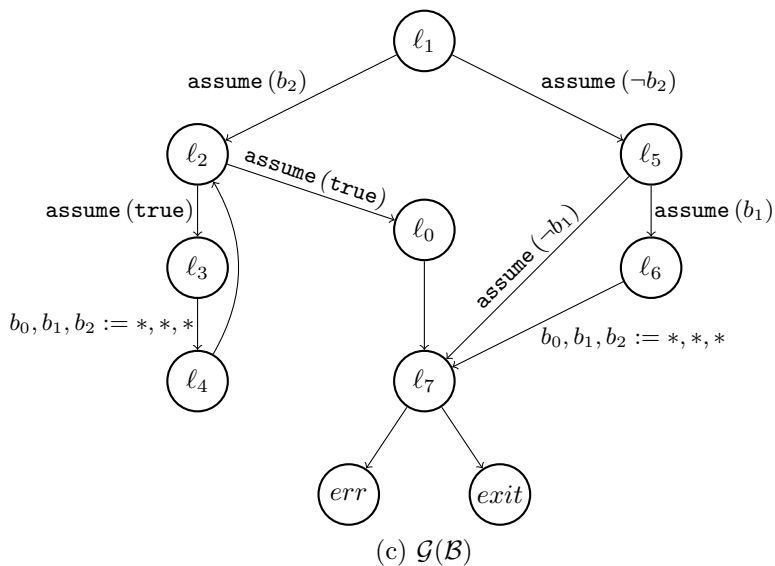 ℓ₁
assume (b₂)
assume (¬b₂)
ℓ₂
assume (true)
ℓ₅
assume (true)
ℓ₀
assume (¬b₁)
assume (b₁)
ℓ₃
ℓ₆
b₀, b₁, b₂ := ∗, ∗, ∗
b₀, b₁, b₂ := ∗, ∗, ∗
ℓ₄
ℓ₇
err
exit
(c) 𝒢(ℬ)